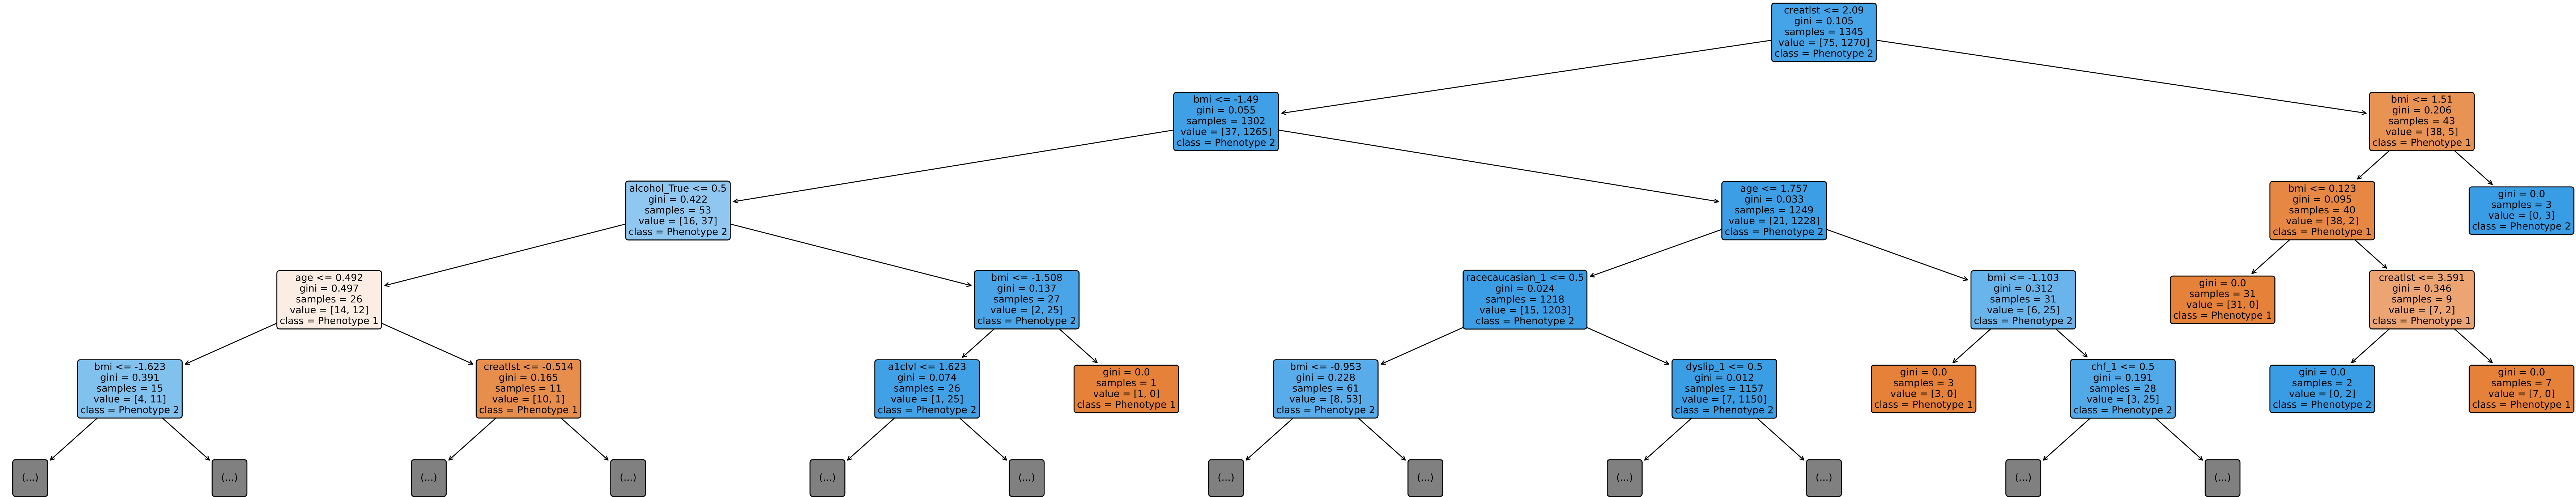 creatlst <= 2.09
gini = 0.105
samples = 1345
value = [75, 1270]
class = Phenotype 2
bmi <= -1.49
gini = 0.055
samples = 1302
value = [37, 1265]
class = Phenotype 2
bmi <= 1.51
gini = 0.206
samples = 43
value = [38, 5]
class = Phenotype 1
alcohol_True <= 0.5
gini = 0.422
samples = 53
value = [16, 37]
class = Phenotype 2
age <= 1.757
gini = 0.033
samples = 1249
value = [21, 1228]
class = Phenotype 2
bmi <= 0.123
gini = 0.095
samples = 40
value = [38, 2]
class = Phenotype 1
gini = 0.0
samples = 3
value = [0, 3]
class = Phenotype 2
age <= 0.492
gini = 0.497
samples = 26
value = [14, 12]
class = Phenotype 1
bmi <= -1.508
gini = 0.137
samples = 27
value = [2, 25]
class = Phenotype 2
racecaucasian_1 <= 0.5
gini = 0.024
samples = 1218
value = [15, 1203]
class = Phenotype 2
bmi <= -1.103
gini = 0.312
samples = 31
value = [6, 25]
class = Phenotype 2
gini = 0.0
samples = 31
value = [31, 0]
class = Phenotype 1
creatlst <= 3.591
gini = 0.346
samples = 9
value = [7, 2]
class = Phenotype 1
bmi <= -1.623
gini = 0.391
samples = 15
value = [4, 11]
class = Phenotype 2
creatlst <= -0.514
gini = 0.165
samples = 11
value = [10, 1]
class = Phenotype 1
a1clvl <= 1.623
gini = 0.074
samples = 26
value = [1, 25]
class = Phenotype 2
gini = 0.0
samples = 1
value = [1, 0]
class = Phenotype 1
bmi <= -0.953
gini = 0.228
samples = 61
value = [8, 53]
class = Phenotype 2
dyslip_1 <= 0.5
gini = 0.012
samples = 1157
value = [7, 1150]
class = Phenotype 2
gini = 0.0
samples = 3
value = [3, 0]
class = Phenotype 1
chf_1 <= 0.5
gini = 0.191
samples = 28
value = [3, 25]
class = Phenotype 2
gini = 0.0
samples = 2
value = [0, 2]
class = Phenotype 2
gini = 0.0
samples = 7
value = [7, 0]
class = Phenotype 1
(...)
(...)
(...)
(...)
(...)
(...)
(...)
(...)
(...)
(...)
(...)
(...)